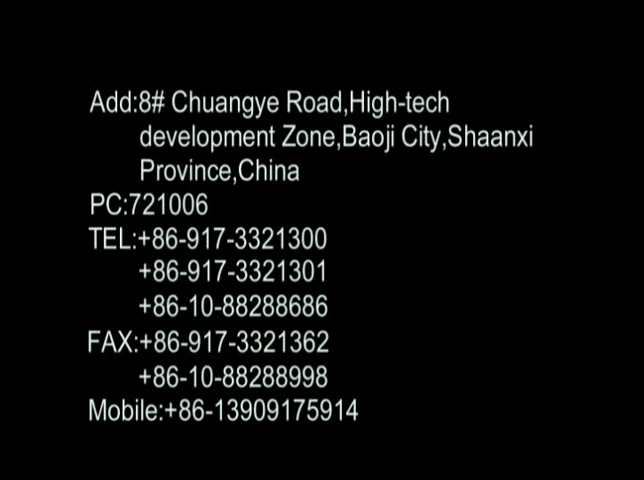 Add:8# Chuangye Road,High-tech
development Zone,Baoji City,Shaanxi
Province,China
PC:721006
TEL:+86-917-3321300
+86-917-3321301
+86-10-88288686
FAX:+86-917-3321362
+86-10-88288998
Mobile:+86-13909175914